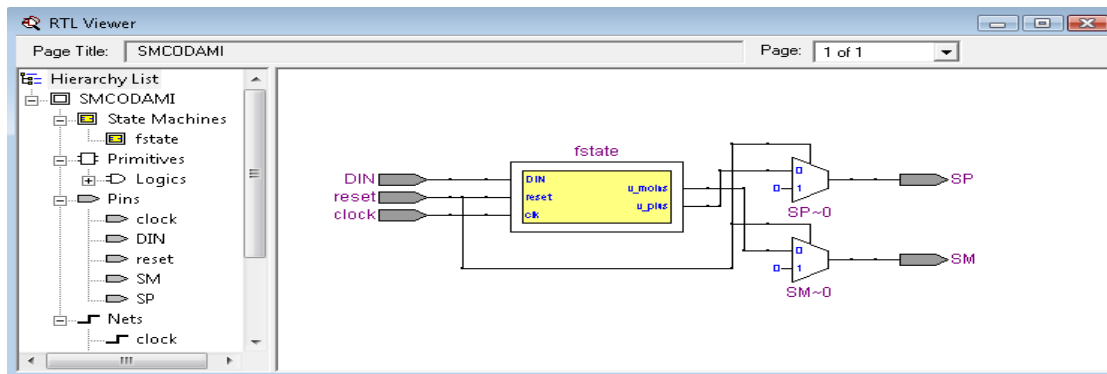 RTL Viewer
Page Title: SMCODAMI
Page: 1 of 1
Hierarchy List
SMCODAMI
State Machines
fstate
Primitives
Logics
Pins
clock
DIN
reset
SM
SP
Nets
clock
fstate
DIN
reset
clock
DIN
reset
clk
u_moins
u_plus
0
0
1
SP~0
SP
0
0
1
SM~0
SM